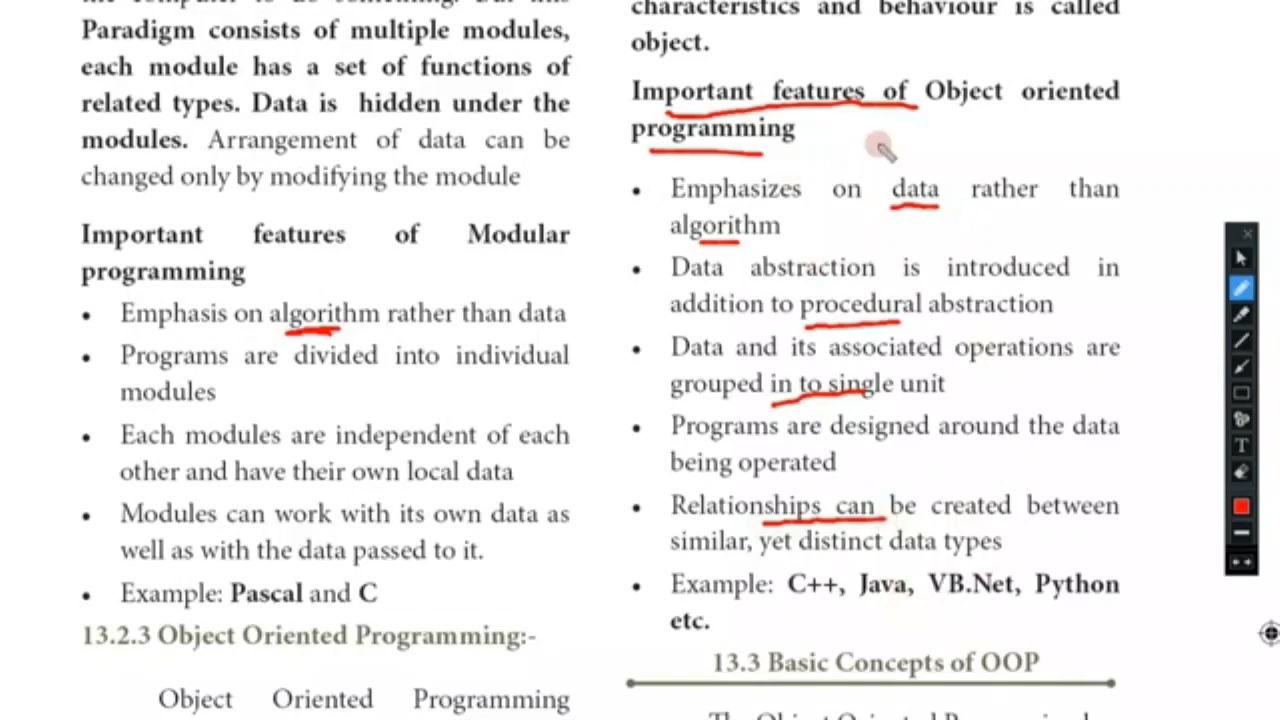 Paradigm consists of multiple modules,
each module has a set of functions of
related types. Data is hidden under the
modules. Arrangement of data can be
changed only by modifying the module
Important features of Modular
programming
• Emphasis on algorithm rather than data
• Programs are divided into individual
modules
• Each modules are independent of each
other and have their own local data
• Modules can work with its own data as
well as with the data passed to it.
• Example: Pascal and C
13.2.3 Object Oriented Programming:-
Object Oriented Programming
characteristics and behaviour is called
object.
Important features of Object oriented
programming
• Emphasizes on data rather than
algorithm
• Data abstraction is introduced in
addition to procedural abstraction
• Data and its associated operations are
grouped in to single unit
• Programs are designed around the data
being operated
• Relationships can be created between
similar, yet distinct data types
• Example: C++, Java, VB.Net, Python
etc.
13.3 Basic Concepts of OOP